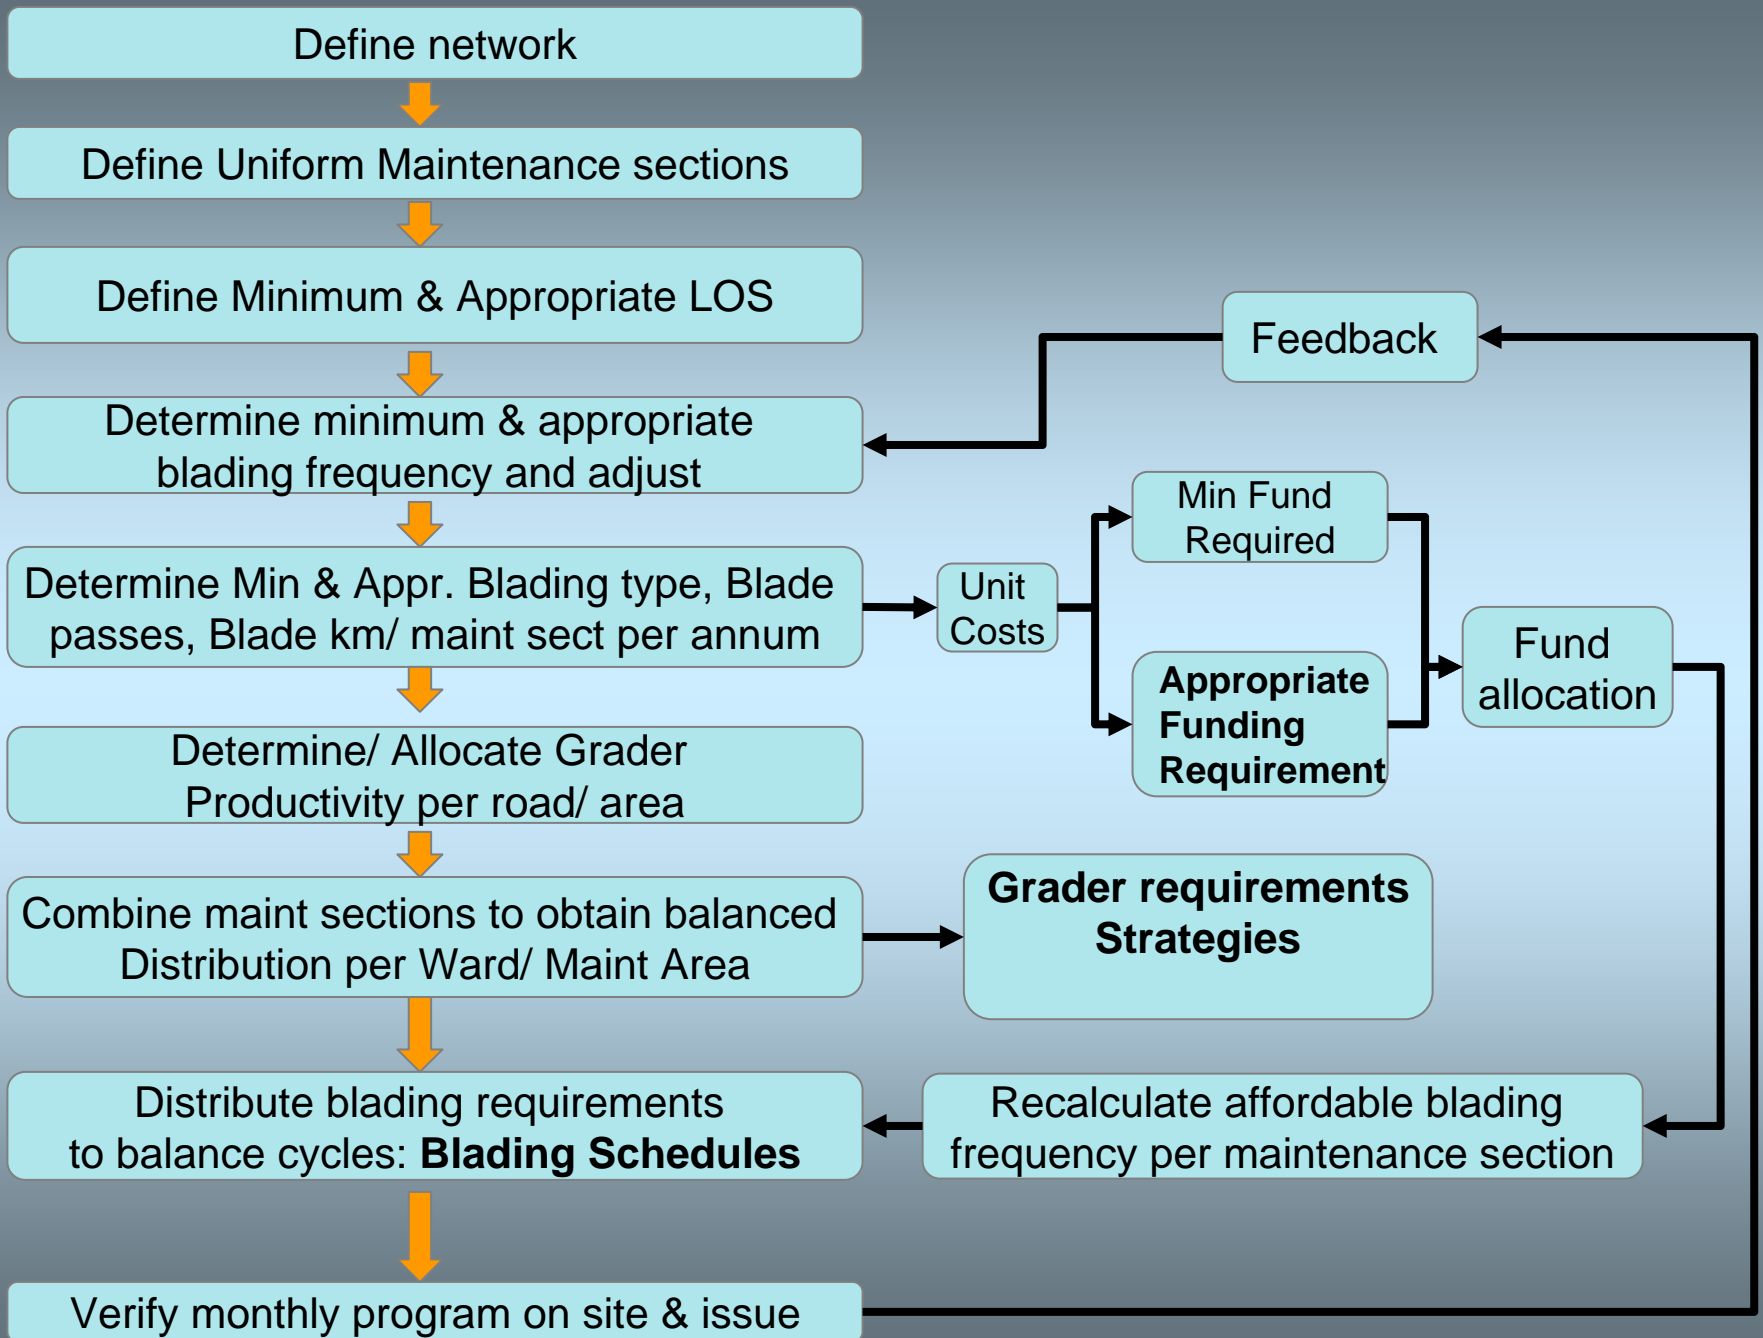 Define network
Define Uniform Maintenance sections
Define Minimum & Appropriate LOS
Feedback
Determine minimum & appropriate
blading frequency and adjust
Min Fund
Required
Determine Min & Appr. Blading type, Blade
passes, Blade km/ maint sect per annum
Unit
Costs
Fund
allocation
Appropriate
Funding
Requirement
Determine/ Allocate Grader
Productivity per road/ area
Combine maint sections to obtain balanced
Distribution per Ward/ Maint Area
Grader requirements
Strategies
Distribute blading requirements
to balance cycles: Blading Schedules
Recalculate affordable blading
frequency per maintenance section
Verify monthly program on site & issue